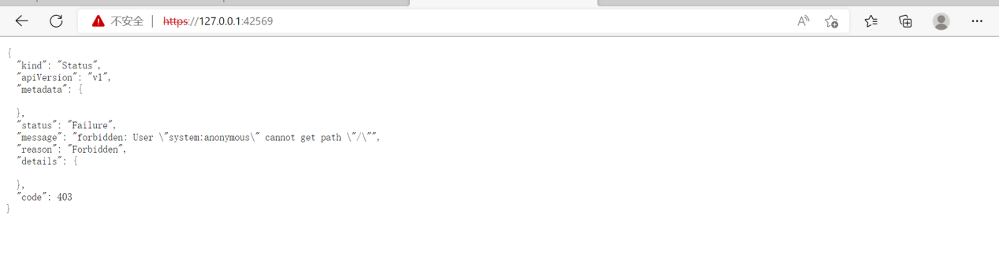 不安全 | https://127.0.0.1:42569
{
"kind": "Status",
"apiVersion": "v1",
"metadata": {
},
"status": "Failure",
"message": "forbidden: User \"system:anonymous\" cannot get path \"/\"",
"reason": "Forbidden",
"details": {
},
"code": 403
}